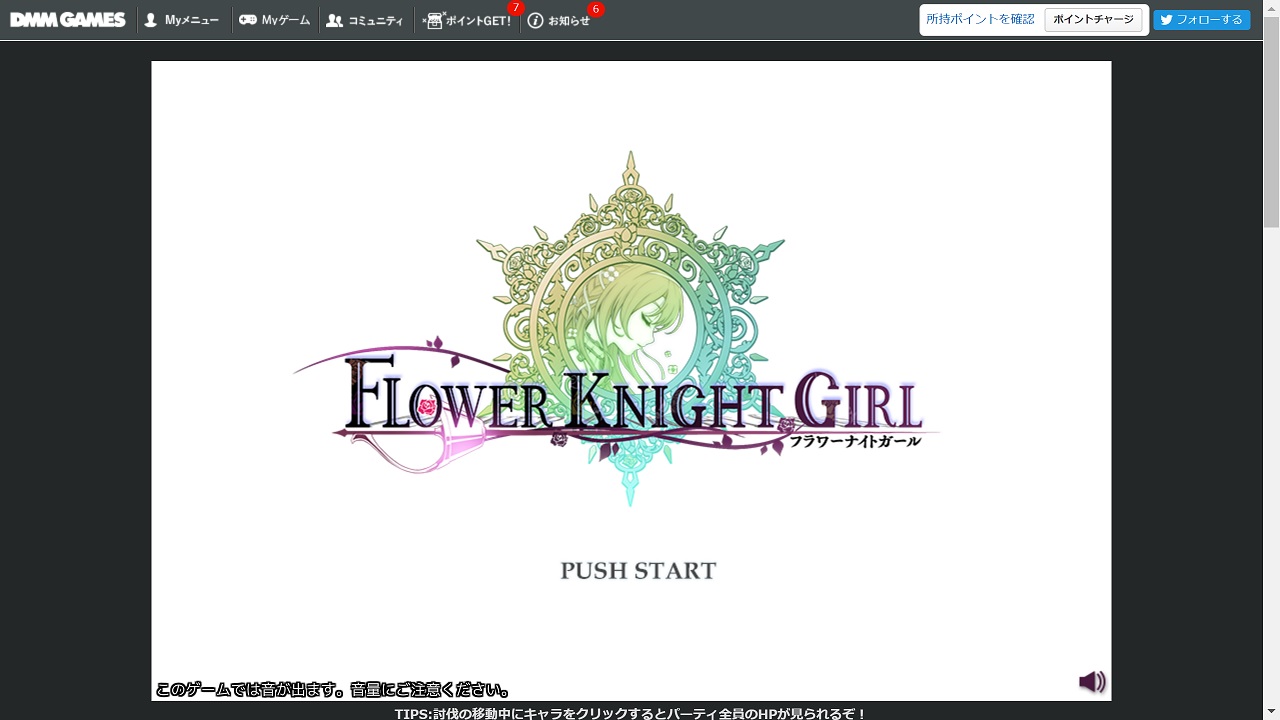 DMM GAMES Myメニュー Myゲーム コミュニティ ポイントGET! 7 お知らせ 6 所持ポイントを確認 ポイントチャージ フォローする
FLOWER KNIGHT GIRL
フラワーナイトガール
PUSH START
このゲームでは音が出ます。音量にご注意ください。
TIPS:討伐の移動中にキャラをクリックするとパーティ全員のHPが見られるぞ！